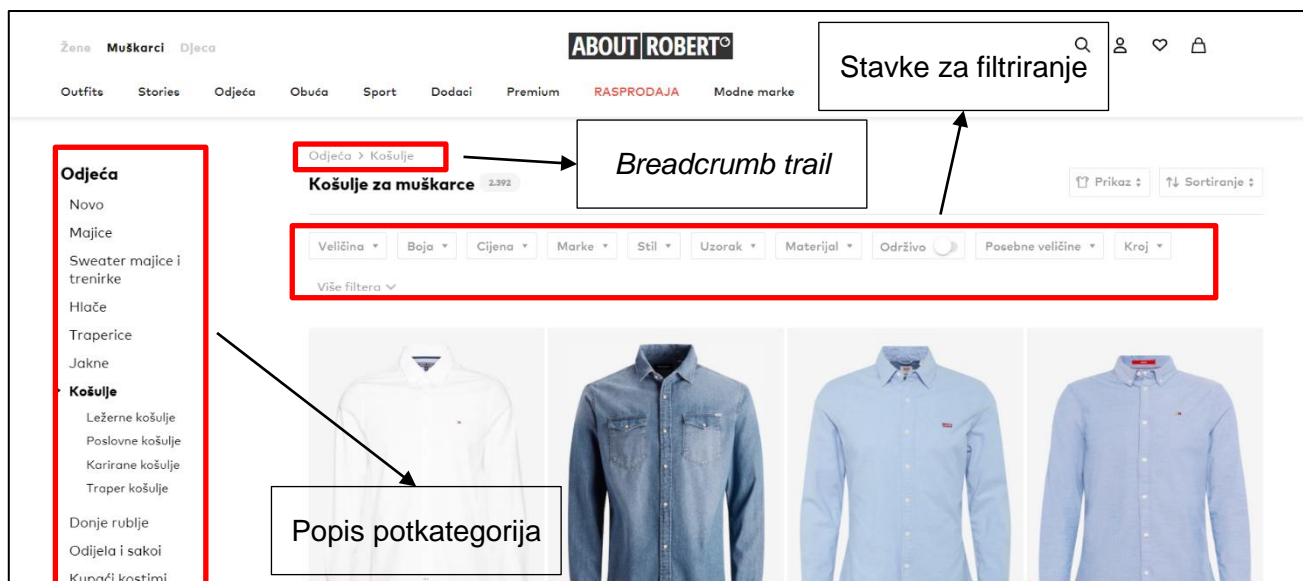 Žene Muškarci Djeca
ABOUT ROBERT
Stavke za filtriranje
Outfits Stories Odjeća Obuća Sport Dodaci Premium RASPRODAJA Modne marke
Odjeća > Košulje
Breadcrumb trail
Košulje za muškarce 2.392
Prikaz Sortiranje
Veličina Boja Cijena Marke Stil Uzorak Materijal Održivo Posebne veličine Kroj
Više filtera
Odjeća
Novo
Majice
Sweater majice i
trenirke
Hlače
Traperice
Jakne
Košulje
Ležerne košulje
Poslovne košulje
Karirane košulje
Traper košulje
Donje rublje
Odijela i sakoi
Kupaći kostimi
Popis potkategorija